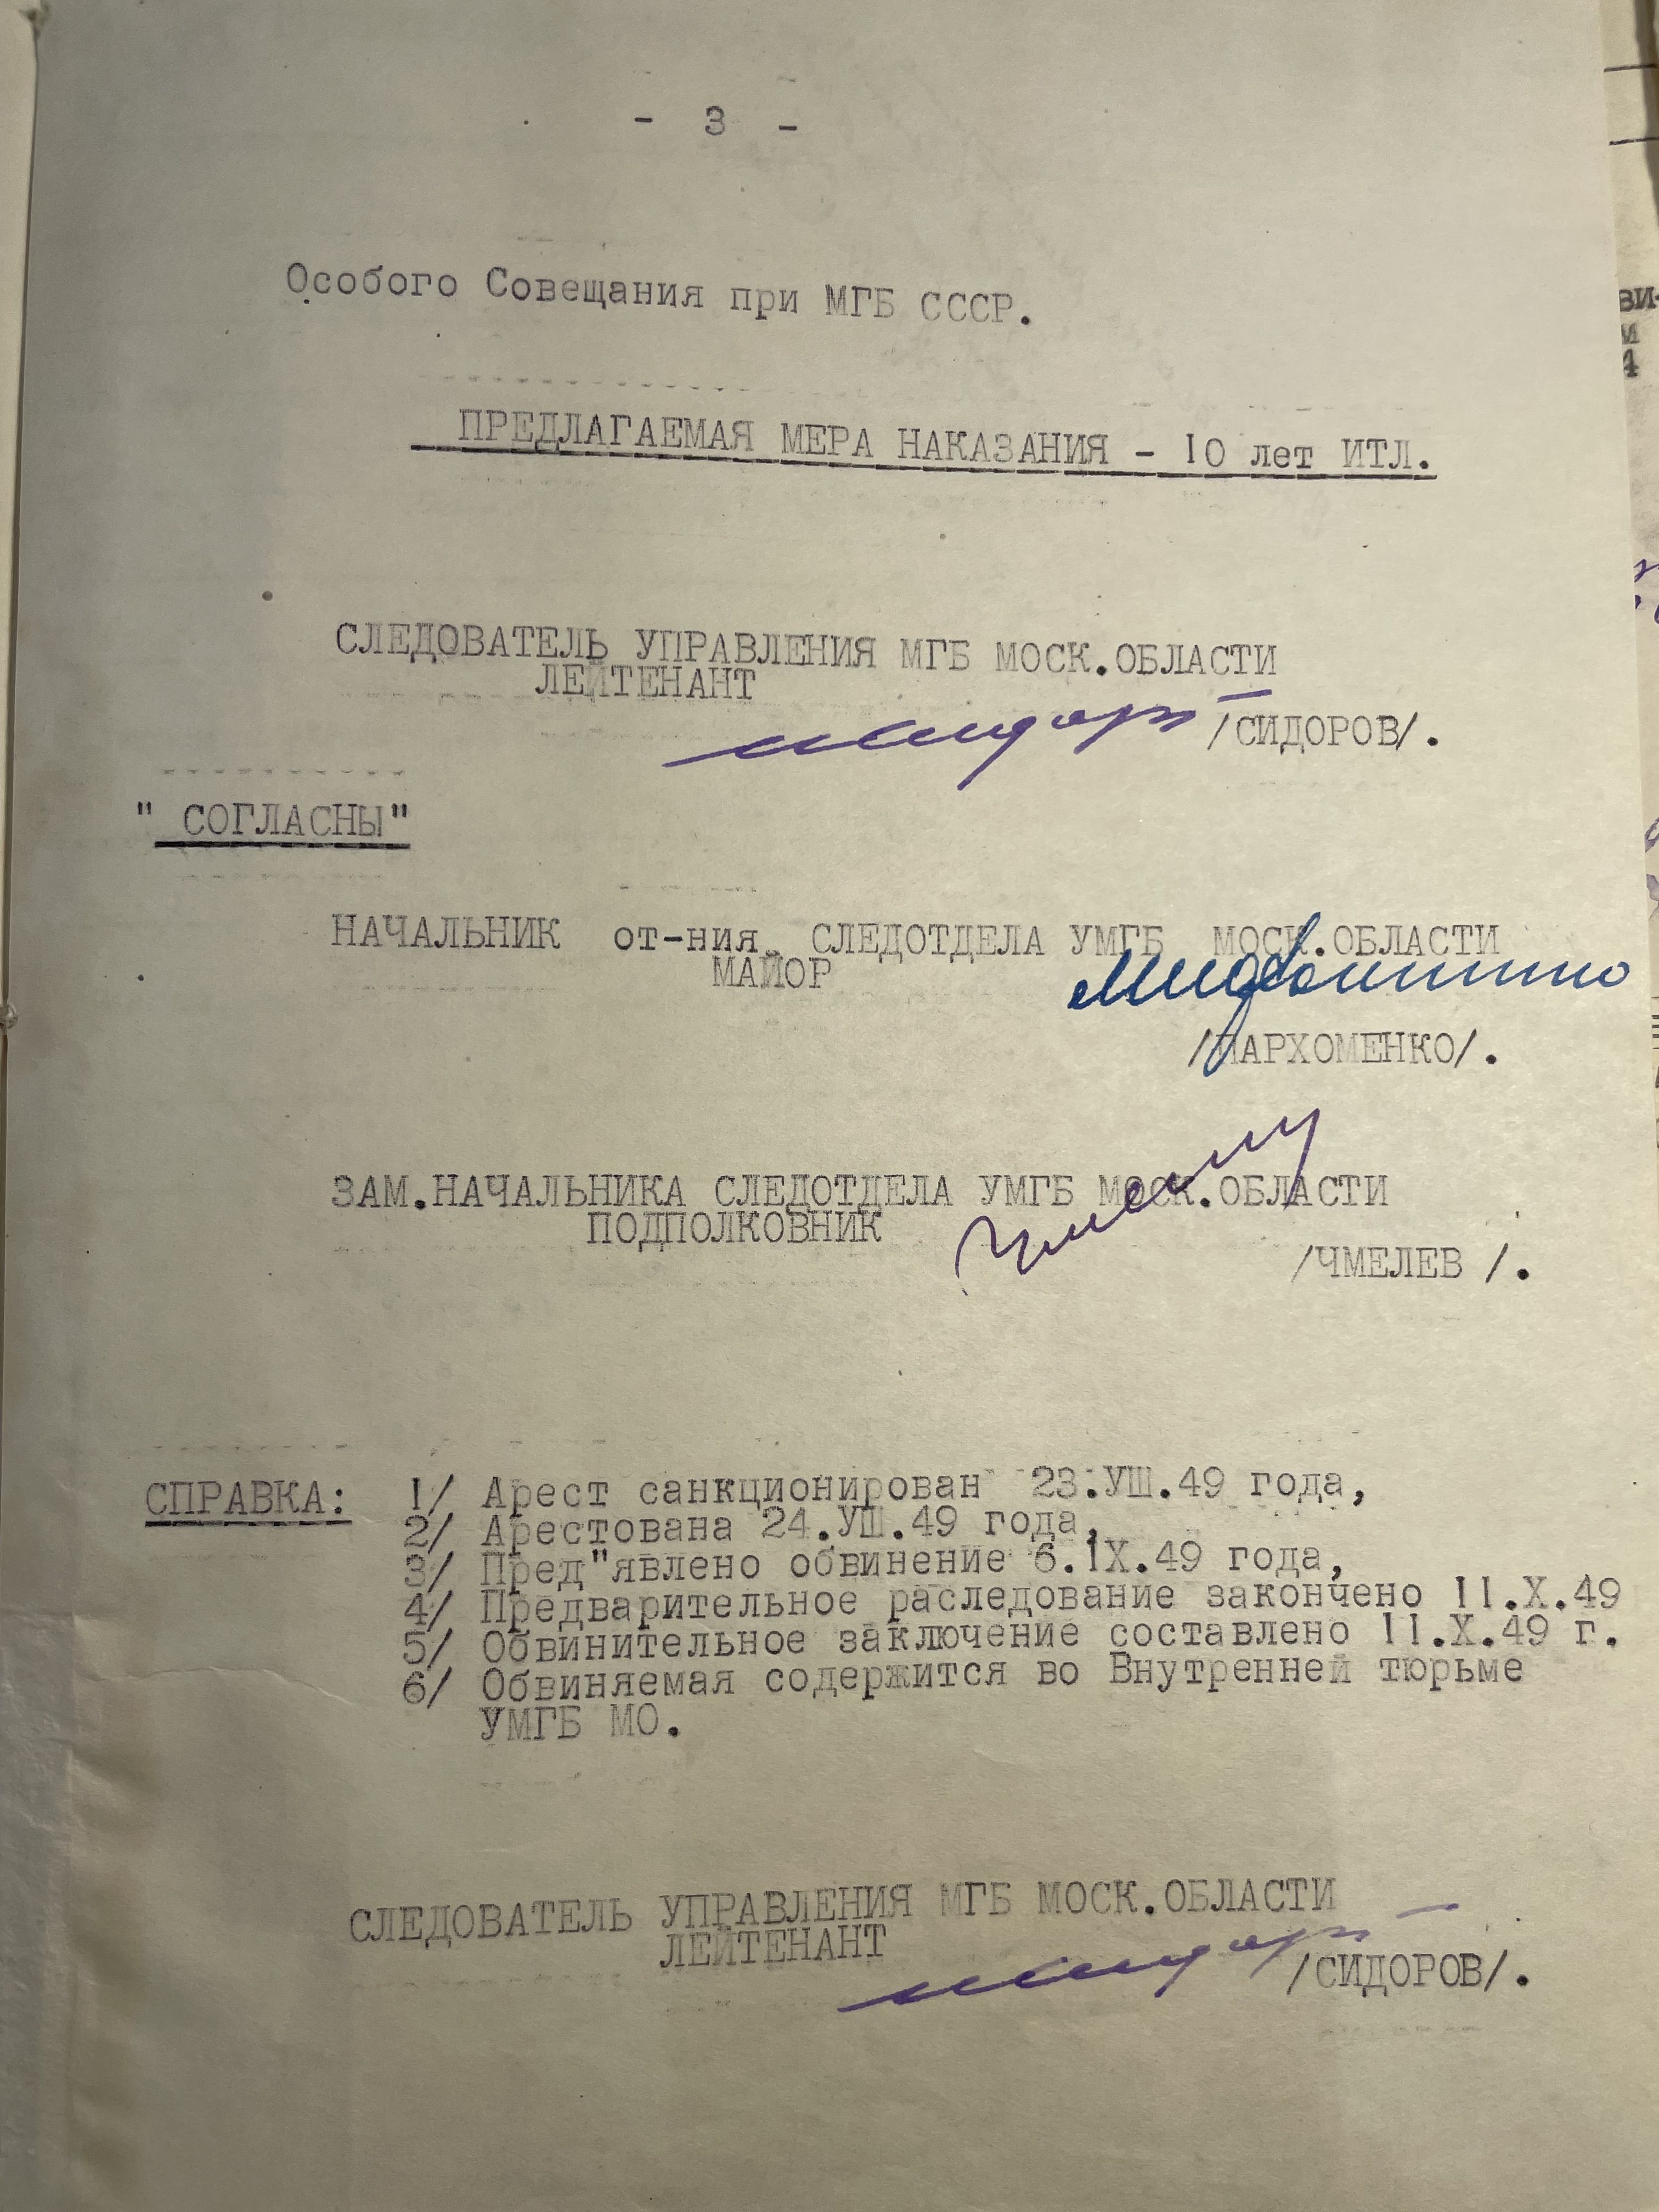 - 3 -
Особого Совещания при МГБ СССР.
ПРЕДЛАГАЕМАЯ МЕРА НАКАЗАНИЯ - 10 лет ИТЛ.
СЛЕДОВАТЕЛЬ УПРАВЛЕНИЯ МГБ МОСК.ОБЛАСТИ
ЛЕЙТЕНАНТ
/СИДОРОВ/.
" СОГЛАСНЫ"
НАЧАЛЬНИК от-ния СЛЕДОТДЕЛА УМГБ МОСК.ОБЛАСТИ
МАЙОР
/ПАРХОМЕНКО/.
ЗАМ.НАЧАЛЬНИКА СЛЕДОТДЕЛА УМГБ МОСК.ОБЛАСТИ
ПОДПОЛКОВНИК
/ЧМЕЛЕВ /.
СПРАВКА: 1/ Арест санкционирован 23.УШ.49 года,
2/ Арестована 24.УШ.49 года,
3/ Пред"явлено обвинение 6.IX.49 года,
4/ Предварительное раследование закончено 11.X.49
5/ Обвинительное заключение составлено 11.X.49 г.
6/ Обвиняемая содержится во Внутренней тюрьме
УМГБ МО.
СЛЕДОВАТЕЛЬ УПРАВЛЕНИЯ МГБ МОСК.ОБЛАСТИ
ЛЕЙТЕНАНТ
/СИДОРОВ/.